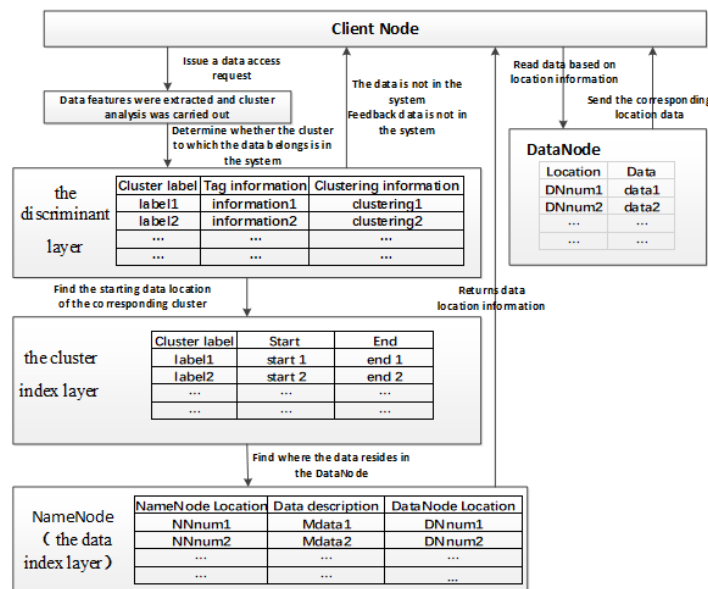 Client Node
Issue a data access
request
Data features were extracted and cluster
analysis was carried out
Determine whether the cluster
to which the data belongs is in
the system
The data is not in the
system
Feedback data is not in
the system
Read data based on
location information
Send the corresponding
location data
DataNode
Location Data
DNnum1 data1
DNnum2 data2
... ...
... ...
the
discriminant
layer
Cluster label Tag information Clustering information
label1 information1 clustering1
label2 information2 clustering2
... ... ...
... ... ...
Find the starting data location
of the corresponding cluster
Returns data
location information
the cluster
index layer
Cluster label Start End
label1 start 1 end 1
label2 start 2 end 2
... ... ...
... ... ...
Find where the data resides in
the DataNode
NameNode
( the data
index layer)
NameNode Location Data description DataNode Location
NNnum1 Mdata1 DNnum1
NNnum2 Mdata2 DNnum2
... ... ...
... ... ...